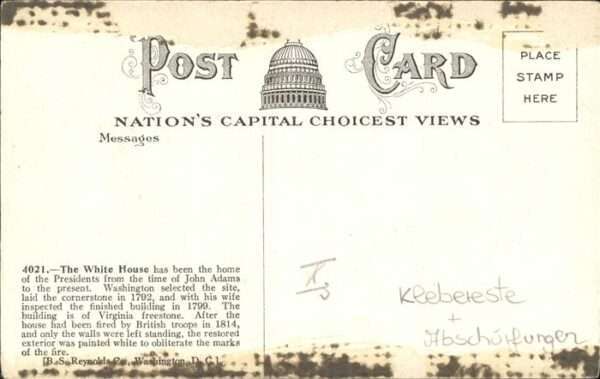 POST CARD
PLACE
STAMP
HERE
NATION'S CAPITAL CHOICEST VIEWS
Messages
4021.—The White House has been the home
of the Presidents from the time of John Adams
to the present. Washington selected the site,
laid the cornerstone in 1792, and with his wife
inspected the finished building in 1799. The
building is of Virginia freestone. After the
house had been fired by British troops in 1814,
and only the walls were left standing, the restored
exterior was painted white to obliterate the marks
of the fire.
[B. S. Reynolds Co., Washington, D. C.]
Klebereste
+
Abschürfungen